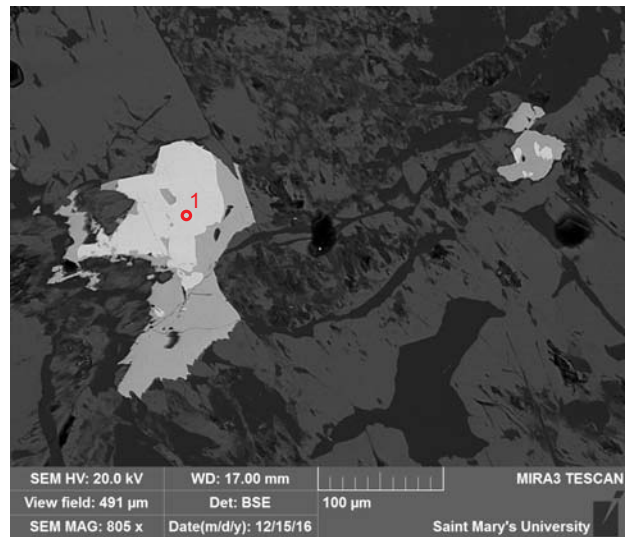 1
SEM HV: 20.0 kV WD: 17.00 mm MIRA3 TESCAN
View field: 491 µm Det: BSE 100 µm
SEM MAG: 805 x Date(m/d/y): 12/15/16 Saint Mary's University